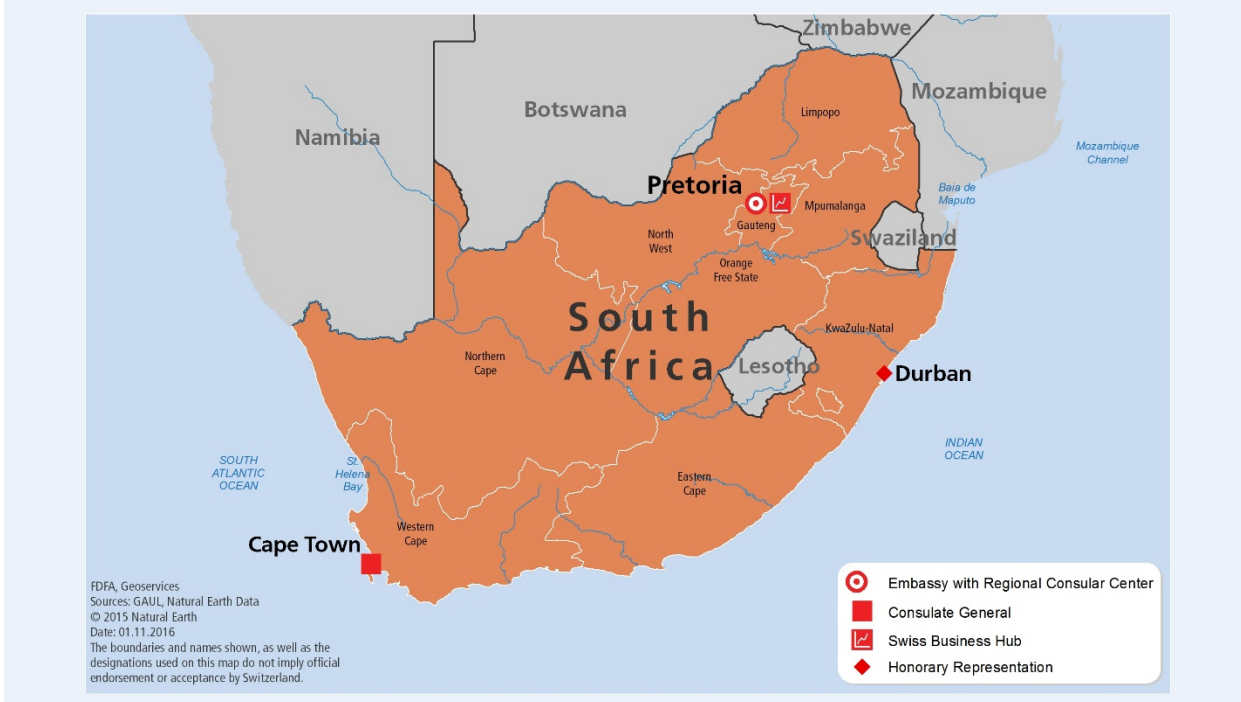 Zimbabwe
Mozambique
Botswana
Limpopo
Namibia
Mozambique
Channel
Pretoria
Baia de
Maputo
Mpumalanga
Gauteng
North
West
Swaziland
Orange
Free State
South
Africa
KwaZulu-Natal
Northern
Cape
Lesotho
Durban
INDIAN
OCEAN
SOUTH
ATLANTIC
OCEAN
St.
Helena
Bay
Eastern
Cape
Western
Cape
Cape Town
FDFA, Geoservices
Sources: GAUL, Natural Earth Data
© 2015 Natural Earth
Date: 01.11.2016
The boundaries and names shown, as well as the
designations used on this map do not imply official
endorsement or acceptance by Switzerland.
Embassy with Regional Consular Center
Consulate General
Swiss Business Hub
Honorary Representation